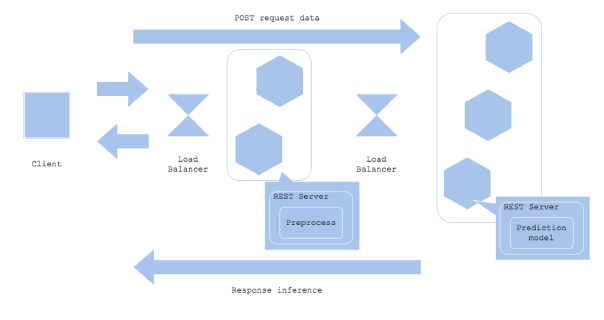 POST request data
Client
Load
Balancer
Load
Balancer
REST Server
Preprocess
REST Server
Prediction
model
Response inference